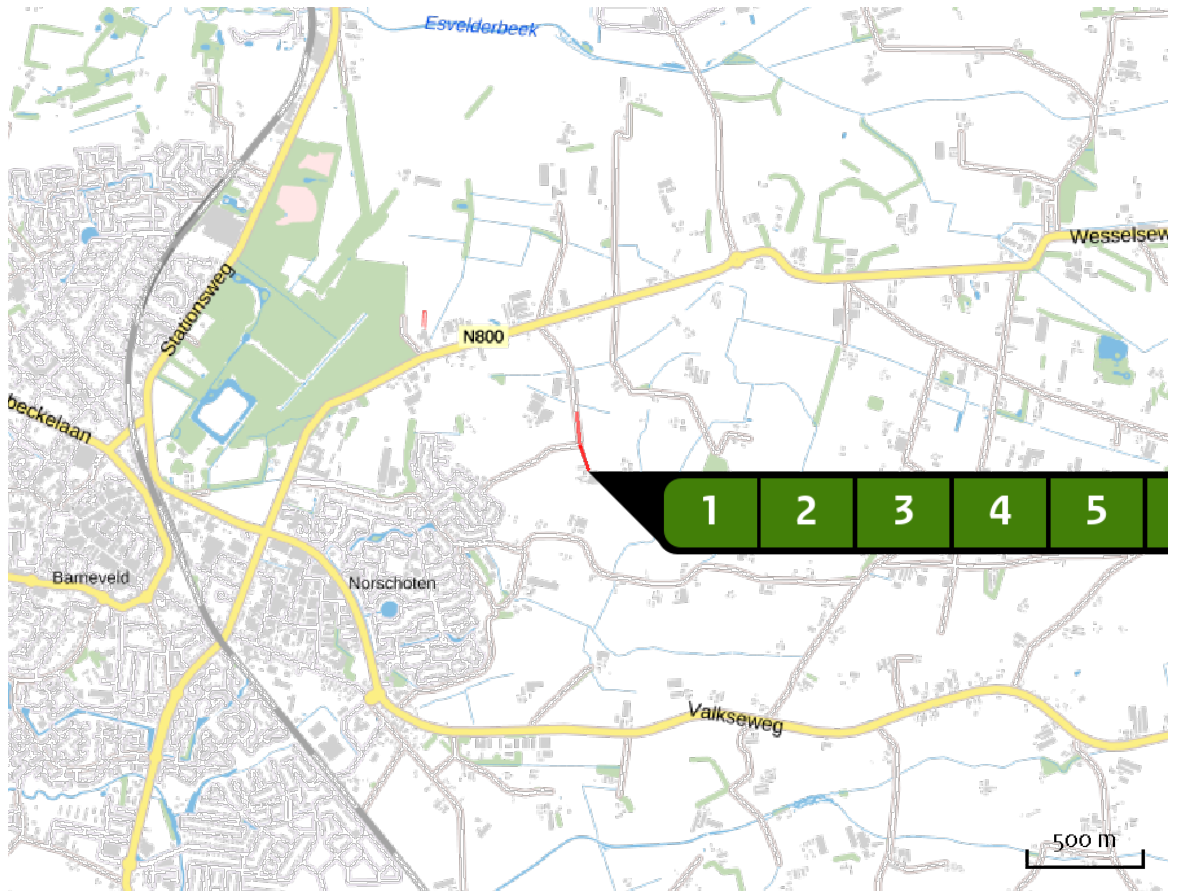 Esvelderbeek
Wesselsew
Stationsweg
N800
beckelaan
1 2 3 4 5
Barneveld
Norschoten
Valkseweg
500 m